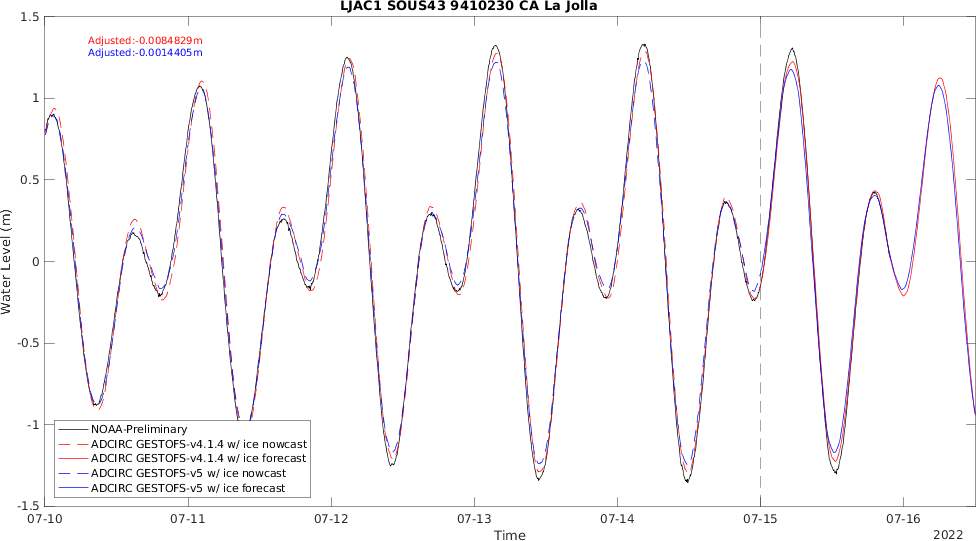 LJAC1 SOUS43 9410230 CA La Jolla
1.5
Adjusted:-0.0084829m
Adjusted:-0.0014405m
1
0.5
0
-0.5
-1
-1.5
Water Level (m)
NOAA-Preliminary
ADCIRC GESTOFS-v4.1.4 w/ ice nowcast
ADCIRC GESTOFS-v4.1.4 w/ ice forecast
ADCIRC GESTOFS-v5 w/ ice nowcast
ADCIRC GESTOFS-v5 w/ ice forecast
07-10 07-11 07-12 07-13 07-14 07-15 07-16
Time
2022